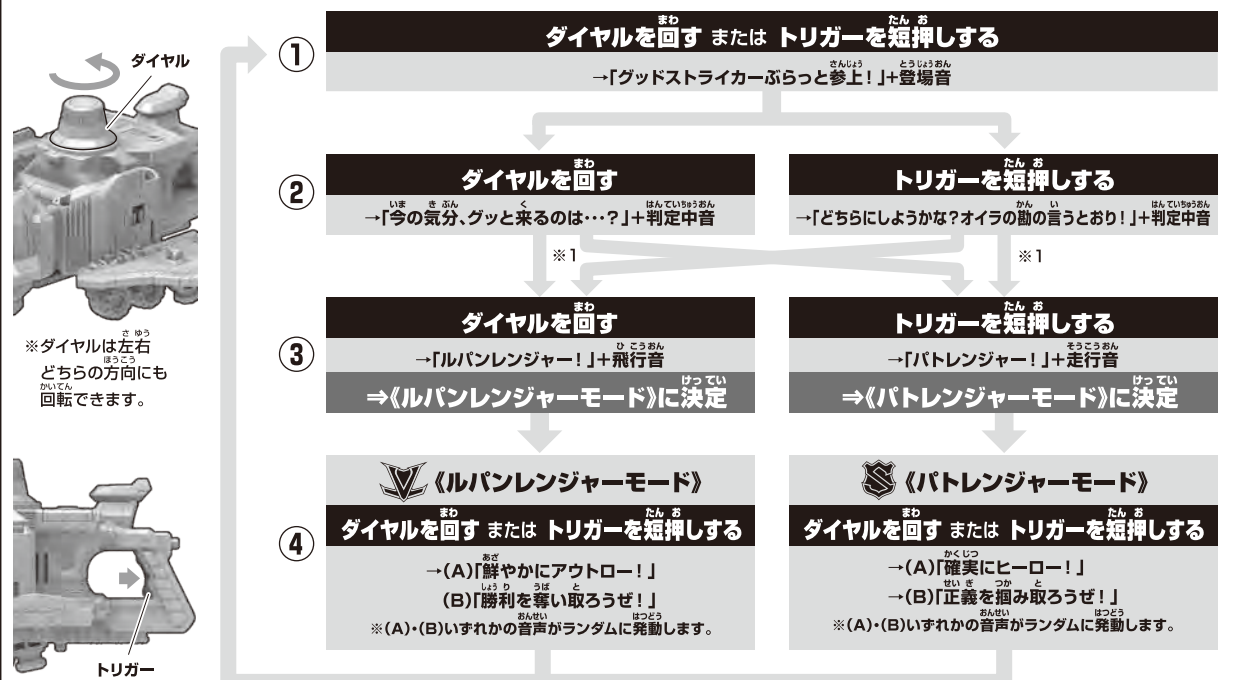 ダイヤル
※ダイヤルは左右
どちらの方向にも
回転できます。
トリガー
①
ダイヤルを回す または トリガーを短押しする
→「グッドストライカーぶらっと参上！」+登場音
②
ダイヤルを回す
→「今の気分、グッと来るのは…？」+判定中音
トリガーを短押しする
→「どちらにしようかな？オイラの勘の言うとおり！」+判定中音
※1
※1
③
ダイヤルを回す
→「ルパンレンジャー！」+飛行音
⇒《ルパンレンジャーモード》に決定
トリガーを短押しする
→「パトレンジャー！」+走行音
⇒《パトレンジャーモード》に決定
④
《ルパンレンジャーモード》
ダイヤルを回す または トリガーを短押しする
→(A)「鮮やかにアウトロー！」
(B)「勝利を奪い取ろうぜ！」
※(A)・(B)いずれかの音声がランダムに発動します。
《パトレンジャーモード》
ダイヤルを回す または トリガーを短押しする
→(A)「確実にヒーロー！」
→(B)「正義を掴み取ろうぜ！」
※(A)・(B)いずれかの音声がランダムに発動します。